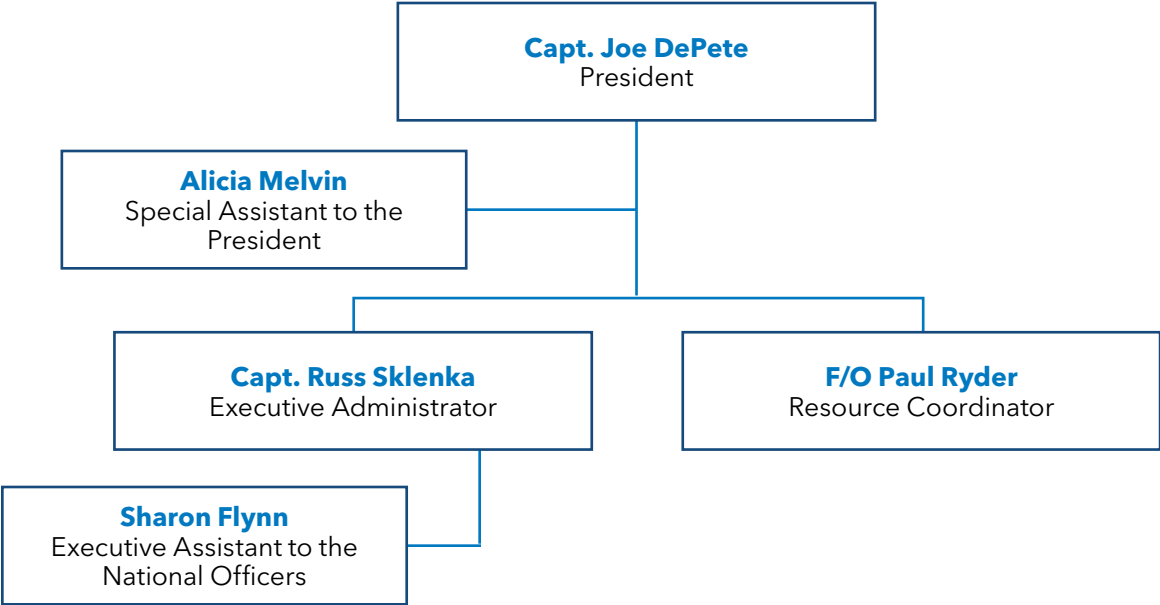 Capt. Joe DePete
President
Alicia Melvin
Special Assistant to the
President
Capt. Russ Sklenka
Executive Administrator
F/O Paul Ryder
Resource Coordinator
Sharon Flynn
Executive Assistant to the
National Officers